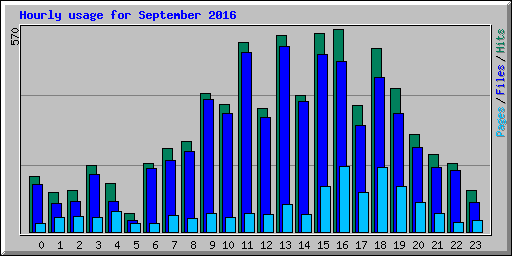 Hourly usage for September 2016
570
Pages / Files / Hits
0 1 2 3 4 5 6 7 8 9 10 11 12 13 14 15 16 17 18 19 20 21 22 23